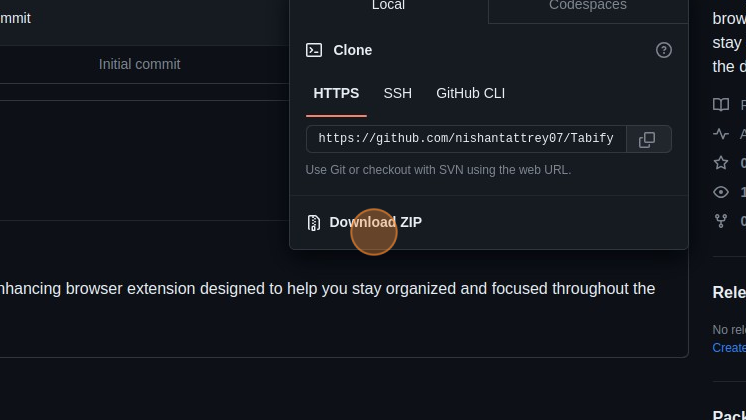 Local
Codespaces
mmit
Clone
Initial commit
HTTPS
SSH
GitHub CLI
https://github.com/nishantattrey07/Tabify
Use Git or checkout with SVN using the web URL.
Download ZIP
nhancing browser extension designed to help you stay organized and focused throughout the
brow
stay
the d
0
1
0
Rele
No rele
Create
Pack